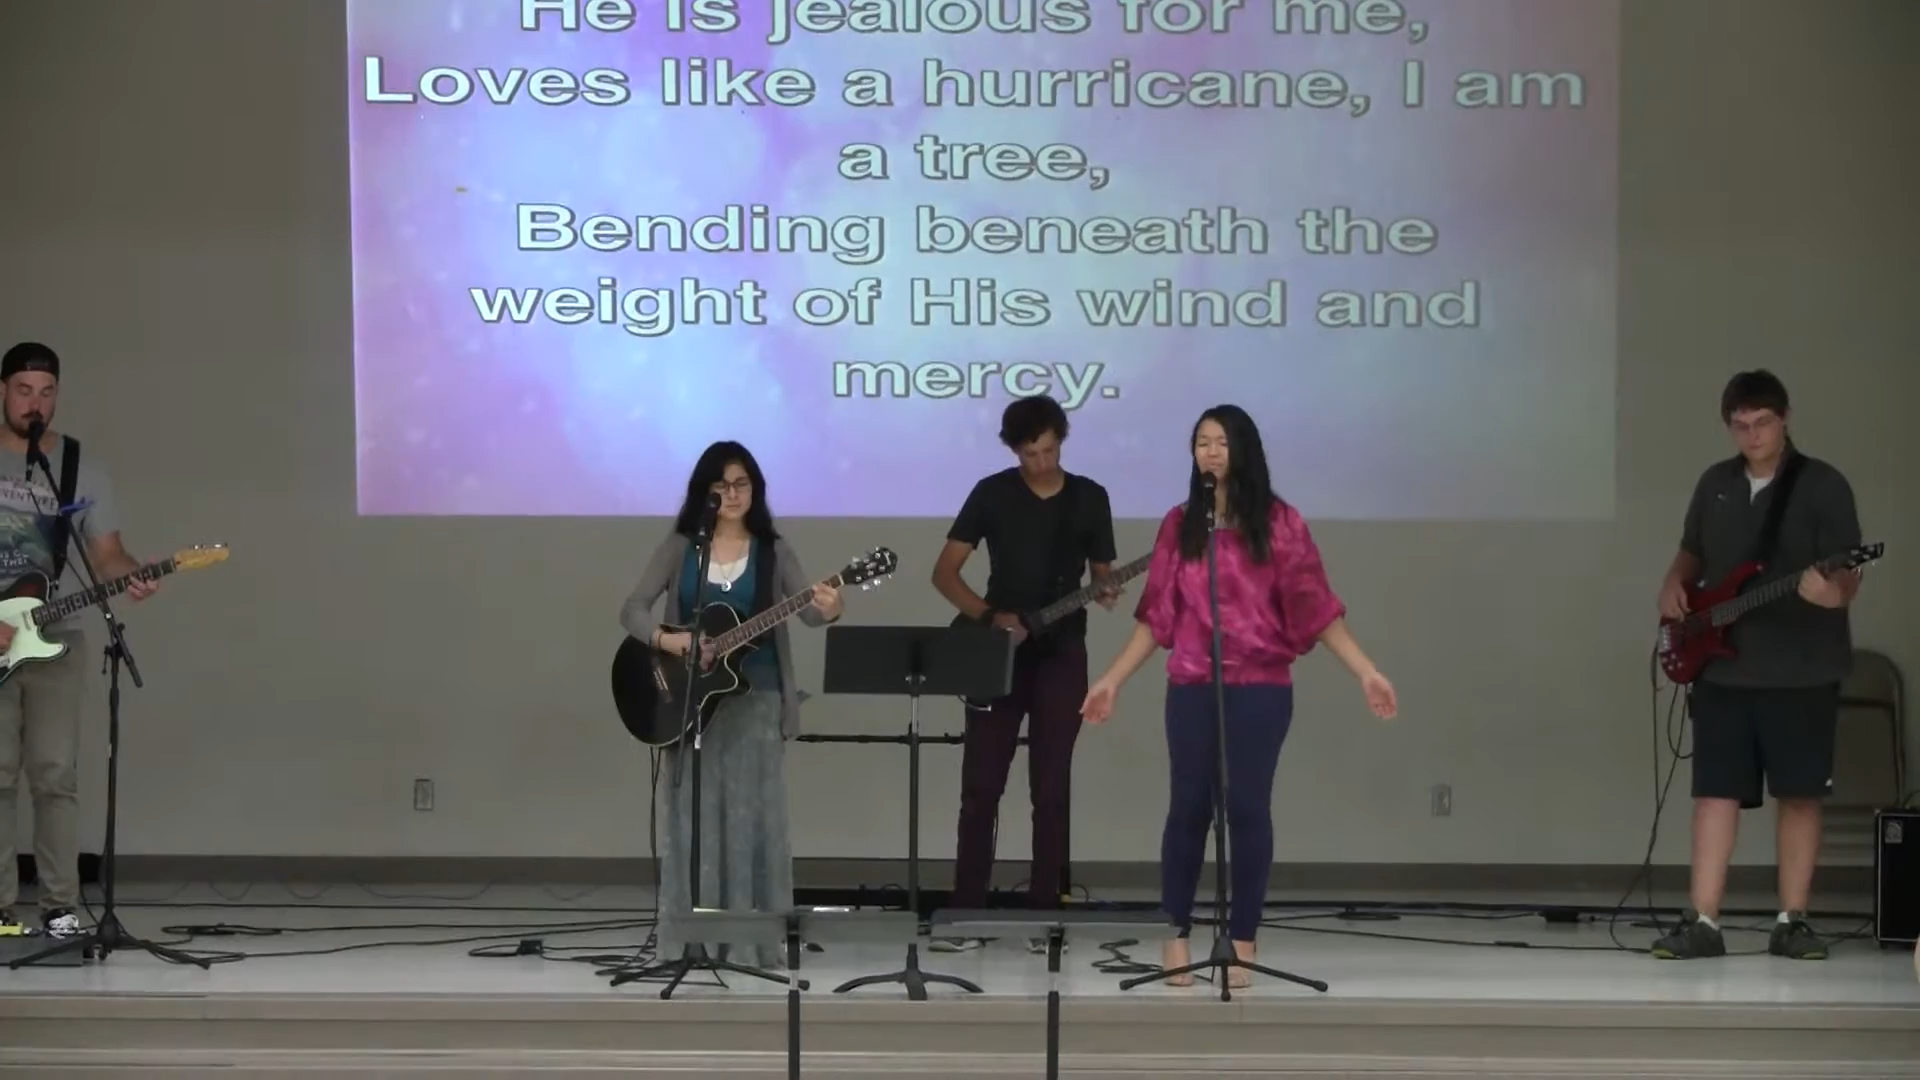 He is jealous for me,
Loves like a hurricane, I am
a tree,
Bending beneath the
weight of His wind and
mercy.